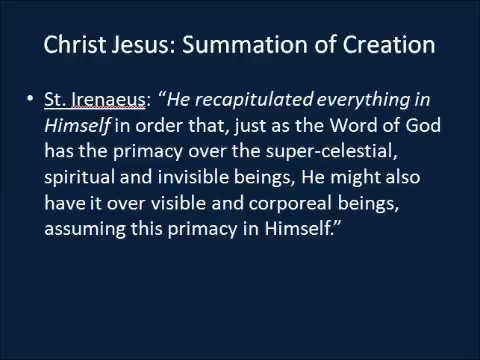 Christ Jesus: Summation of Creation
• St. Irenaeus: “He recapitulated everything in
Himself in order that, just as the Word of God
has the primacy over the super-celestial,
spiritual and invisible beings, He might also
have it over visible and corporeal beings,
assuming this primacy in Himself.”